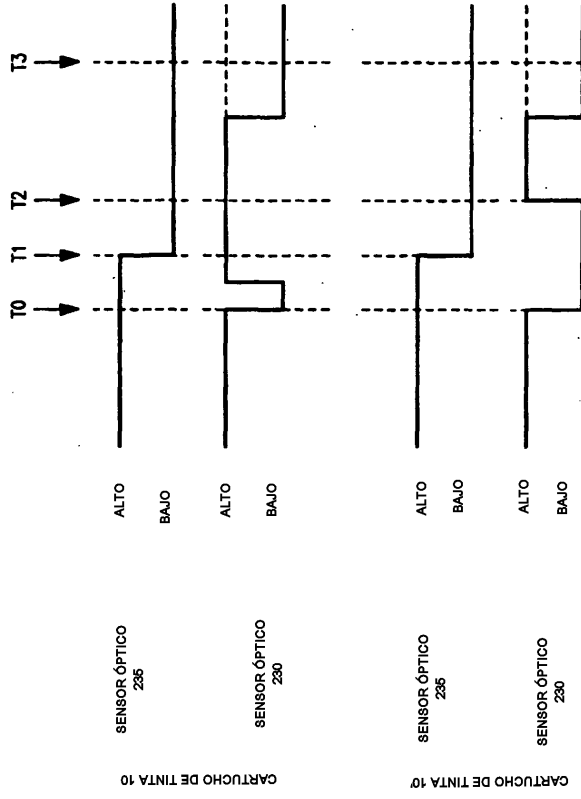 T0
T1
T2
T3
CARTUCHO DE TINTA 10
SENSOR ÓPTICO
235
ALTO
BAJO
SENSOR ÓPTICO
230
ALTO
BAJO
CARTUCHO DE TINTA 10'
SENSOR ÓPTICO
235
ALTO
BAJO
SENSOR ÓPTICO
230
ALTO
BAJO